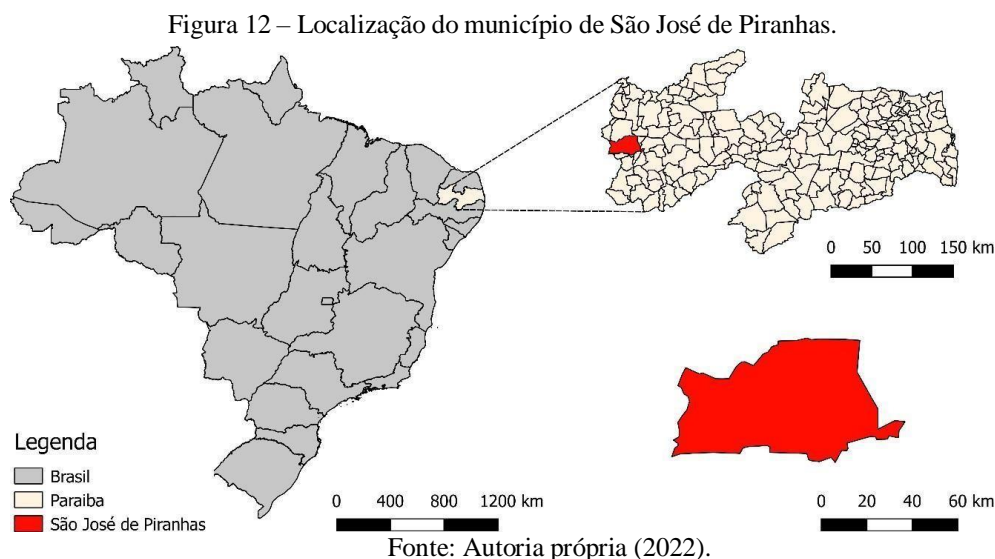 Figura 12 – Localização do município de São José de Piranhas.
0 50 100 150 km
Legenda
Brasil
Paraiba
São José de Piranhas
0 400 800 1200 km
0 20 40 60 km
Fonte: Autoria própria (2022).